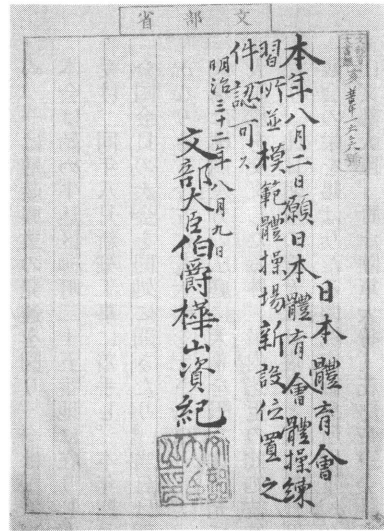 文部省
日本體育會
本年八月二日願日本體育會體操練
習所並模範體操場新設位置之
件認可ス
明治三十二年八月九日
文部大臣伯爵樺山資紀